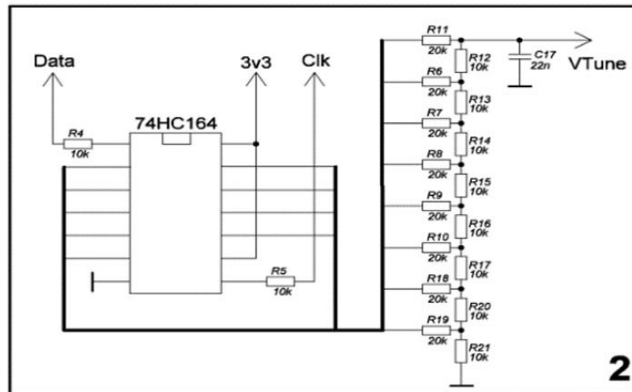 Data
3v3
Clk
74HC164
R4
10k
R5
10k
R11
20k
R12
10k
C17
22n
VTune
R6
20k
R13
10k
R7
20k
R14
10k
R8
20k
R15
10k
R9
20k
R16
10k
R10
20k
R17
10k
R18
20k
R20
10k
R19
20k
R21
10k
2